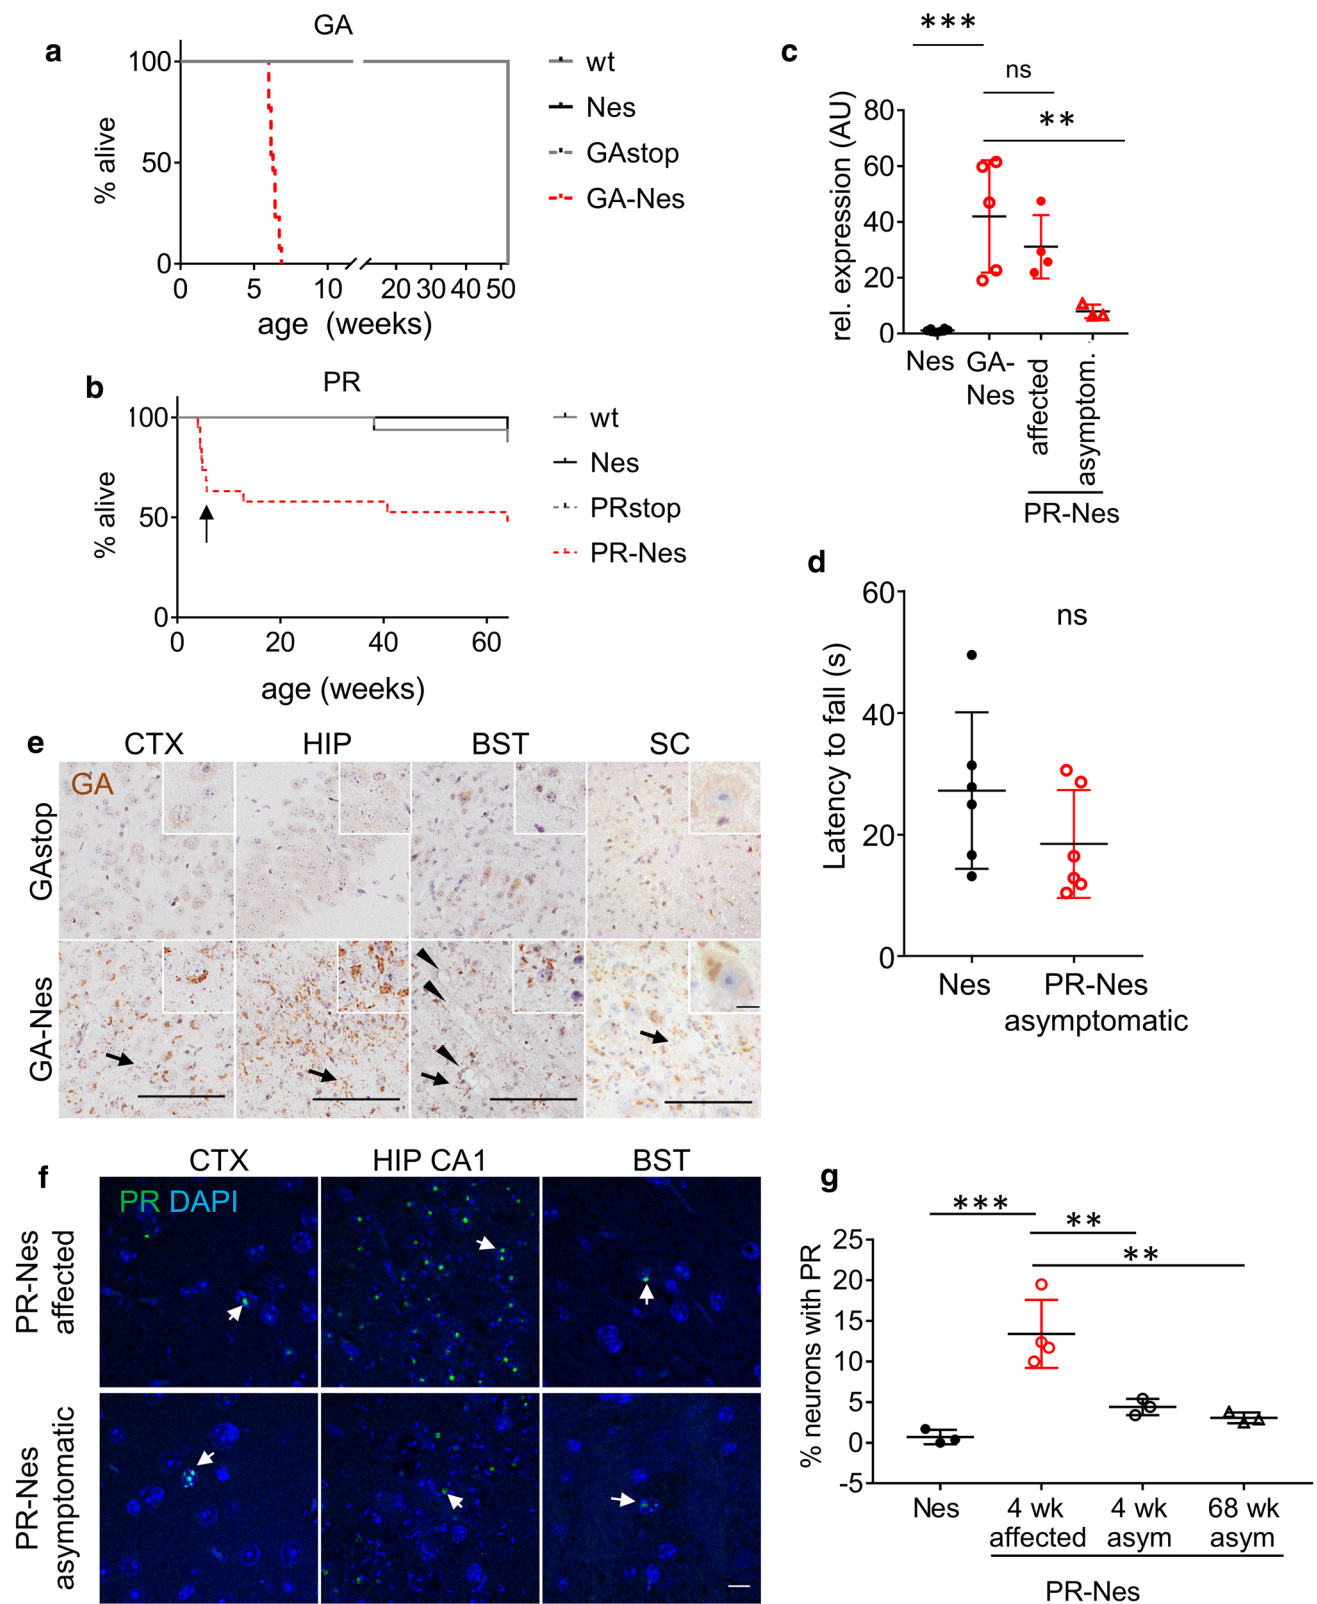 a
GA
100
50
0
% alive
0 5 10 20 30 40 50
age (weeks)
wt
Nes
GAstop
GA-Nes
b
PR
100
50
0
% alive
0 20 40 60
age (weeks)
wt
Nes
PRstop
PR-Nes
c
***
ns
**
80
60
40
20
0
rel. expression (AU)
Nes
GA-
Nes
affected
asymptom.
PR-Nes
d
ns
60
40
20
0
Latency to fall (s)
Nes
PR-Nes
asymptomatic
e
CTX HIP BST SC
GA
GAstop
GA-Nes
f
CTX HIP CA1 BST
PR DAPI
PR-Nes
affected
PR-Nes
asymptomatic
g
***
**
**
25
20
15
10
5
0
-5
% neurons with PR
Nes
4 wk
affected
4 wk
asym
68 wk
asym
PR-Nes